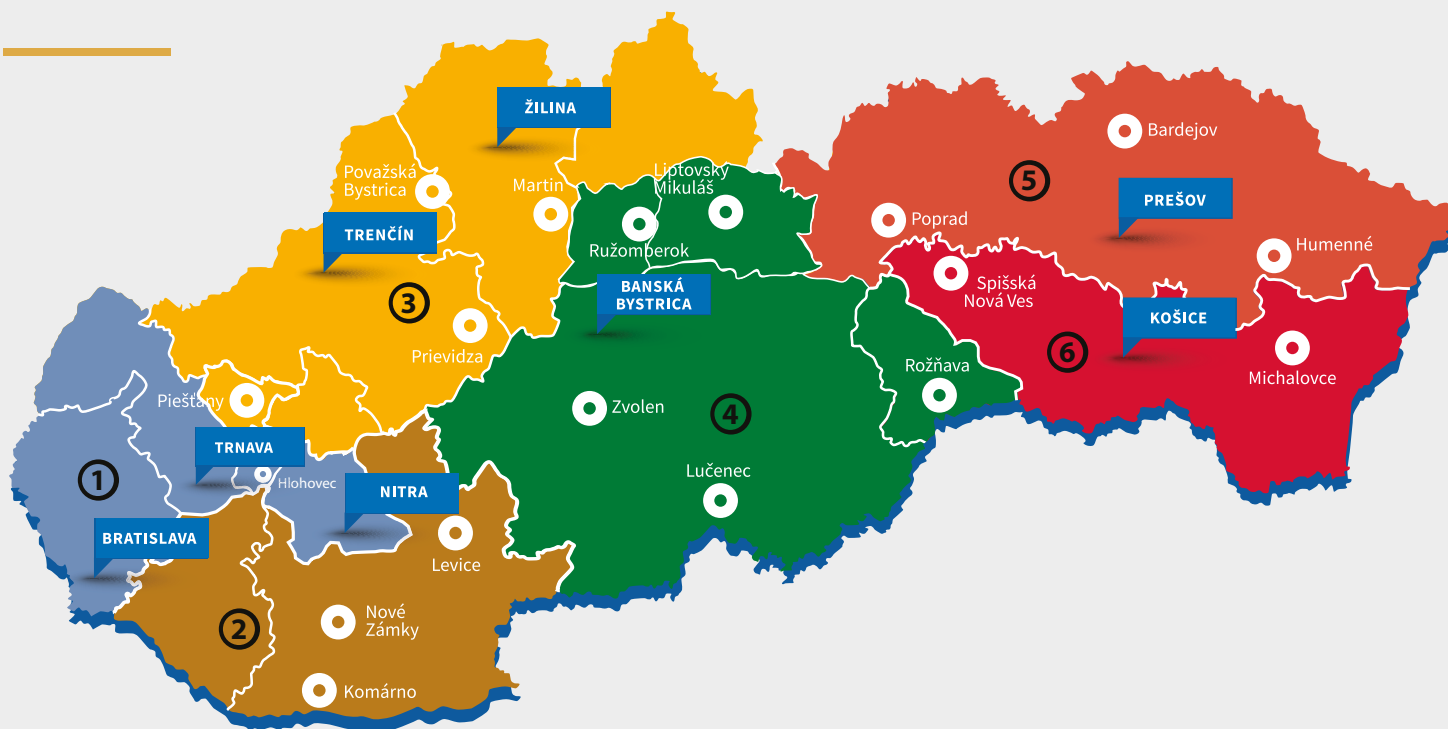 ŽILINA
Bardejov
Považská
Bystrica
Liptovský
Mikuláš
Martin
5
PREŠOV
TRENČÍN
Poprad
Ružomberok
Humenné
BANSKÁ
BYSTRICA
Spišská
Nová Ves
3
KOŠICE
Prievidza
6
Rožňava
Michalovce
Piešťany
Zvolen
4
TRNAVA
Lučenec
1
Hlohovec
NITRA
BRATISLAVA
Levice
2
Nové
Zámky
Komárno